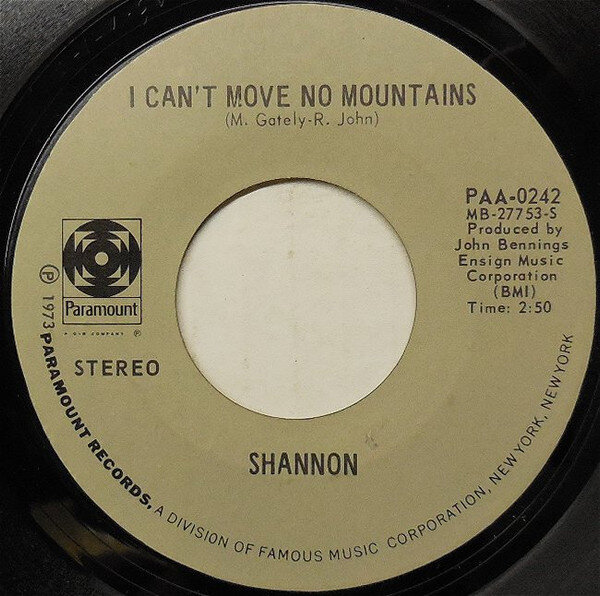 I CAN'T MOVE NO MOUNTAINS
(M. Gately-R. John)
PAA-0242
MB-27753-S
Produced by
John Bennings
Ensign Music
Corporation
(BMI)
Time: 2:50
Paramount
A G+W COMPANY ®
STEREO
SHANNON
℗ 1973 PARAMOUNT RECORDS, A DIVISION OF FAMOUS MUSIC CORPORATION, NEW YORK, NEW YORK